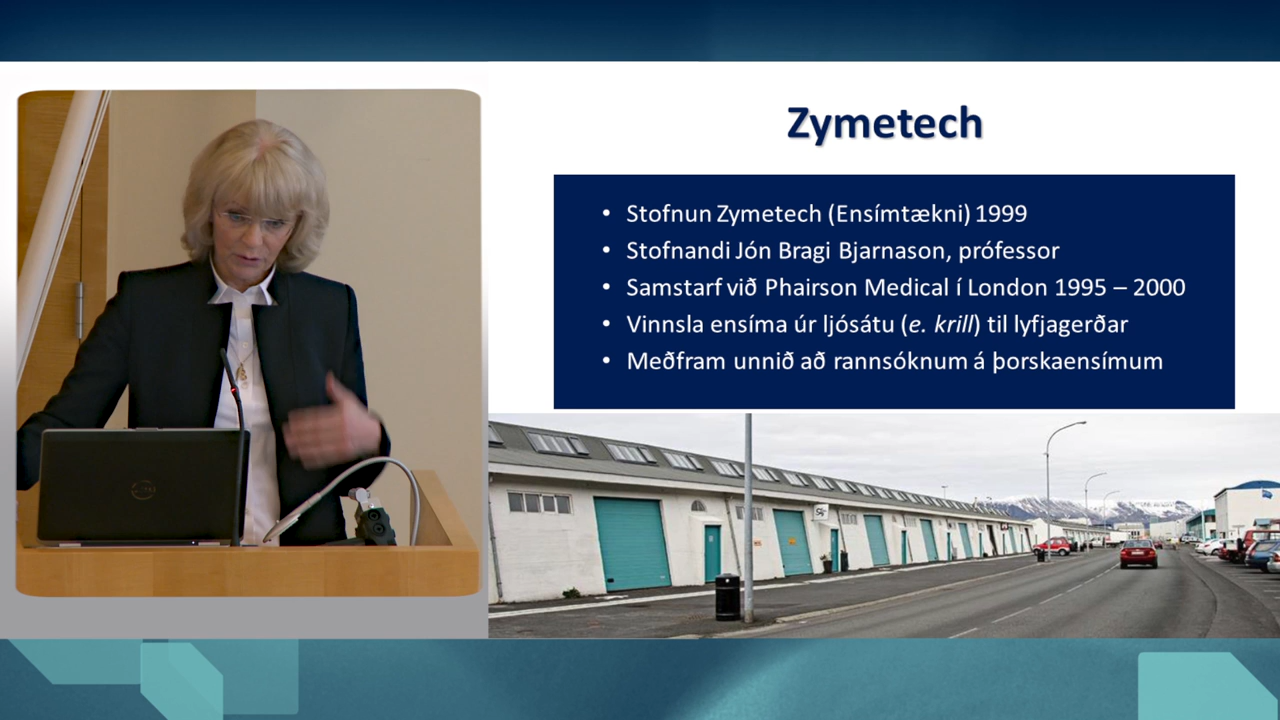 Zymetech
• Stofnun Zymetech (Ensímtækni) 1999
• Stofnandi Jón Bragi Bjarnason, prófessor
• Samstarf við Phairson Medical í London 1995 – 2000
• Vinnsla ensíma úr ljósátu (e. krill) til lyfjagerðar
• Meðfram unnið að rannsóknum á þorskaensímum
DELL